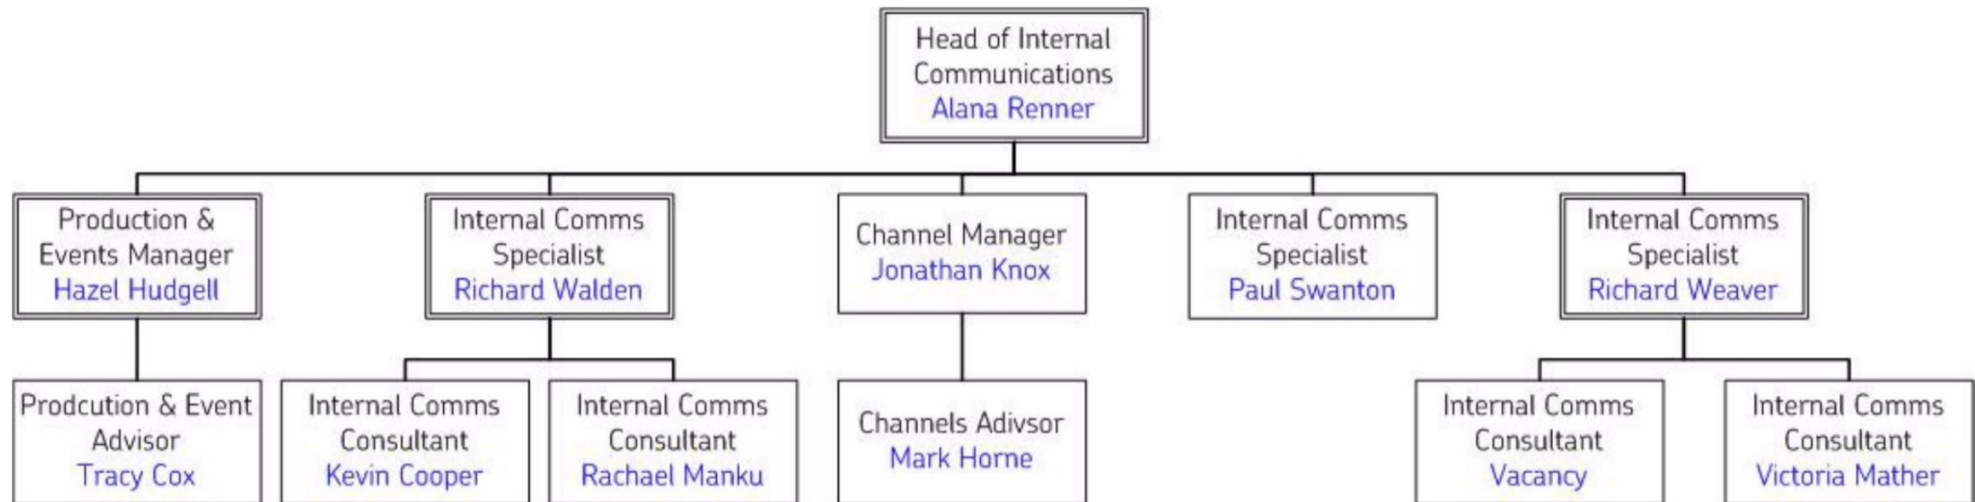 Head of Internal
Communications
Alana Renner
Production &
Events Manager
Hazel Hudgell
Internal Comms
Specialist
Richard Walden
Channel Manager
Jonathan Knox
Internal Comms
Specialist
Paul Swanton
Internal Comms
Specialist
Richard Weaver
Prodcution & Event
Advisor
Tracy Cox
Internal Comms
Consultant
Kevin Cooper
Internal Comms
Consultant
Rachael Manku
Channels Adivsor
Mark Horne
Internal Comms
Consultant
Vacancy
Internal Comms
Consultant
Victoria Mather